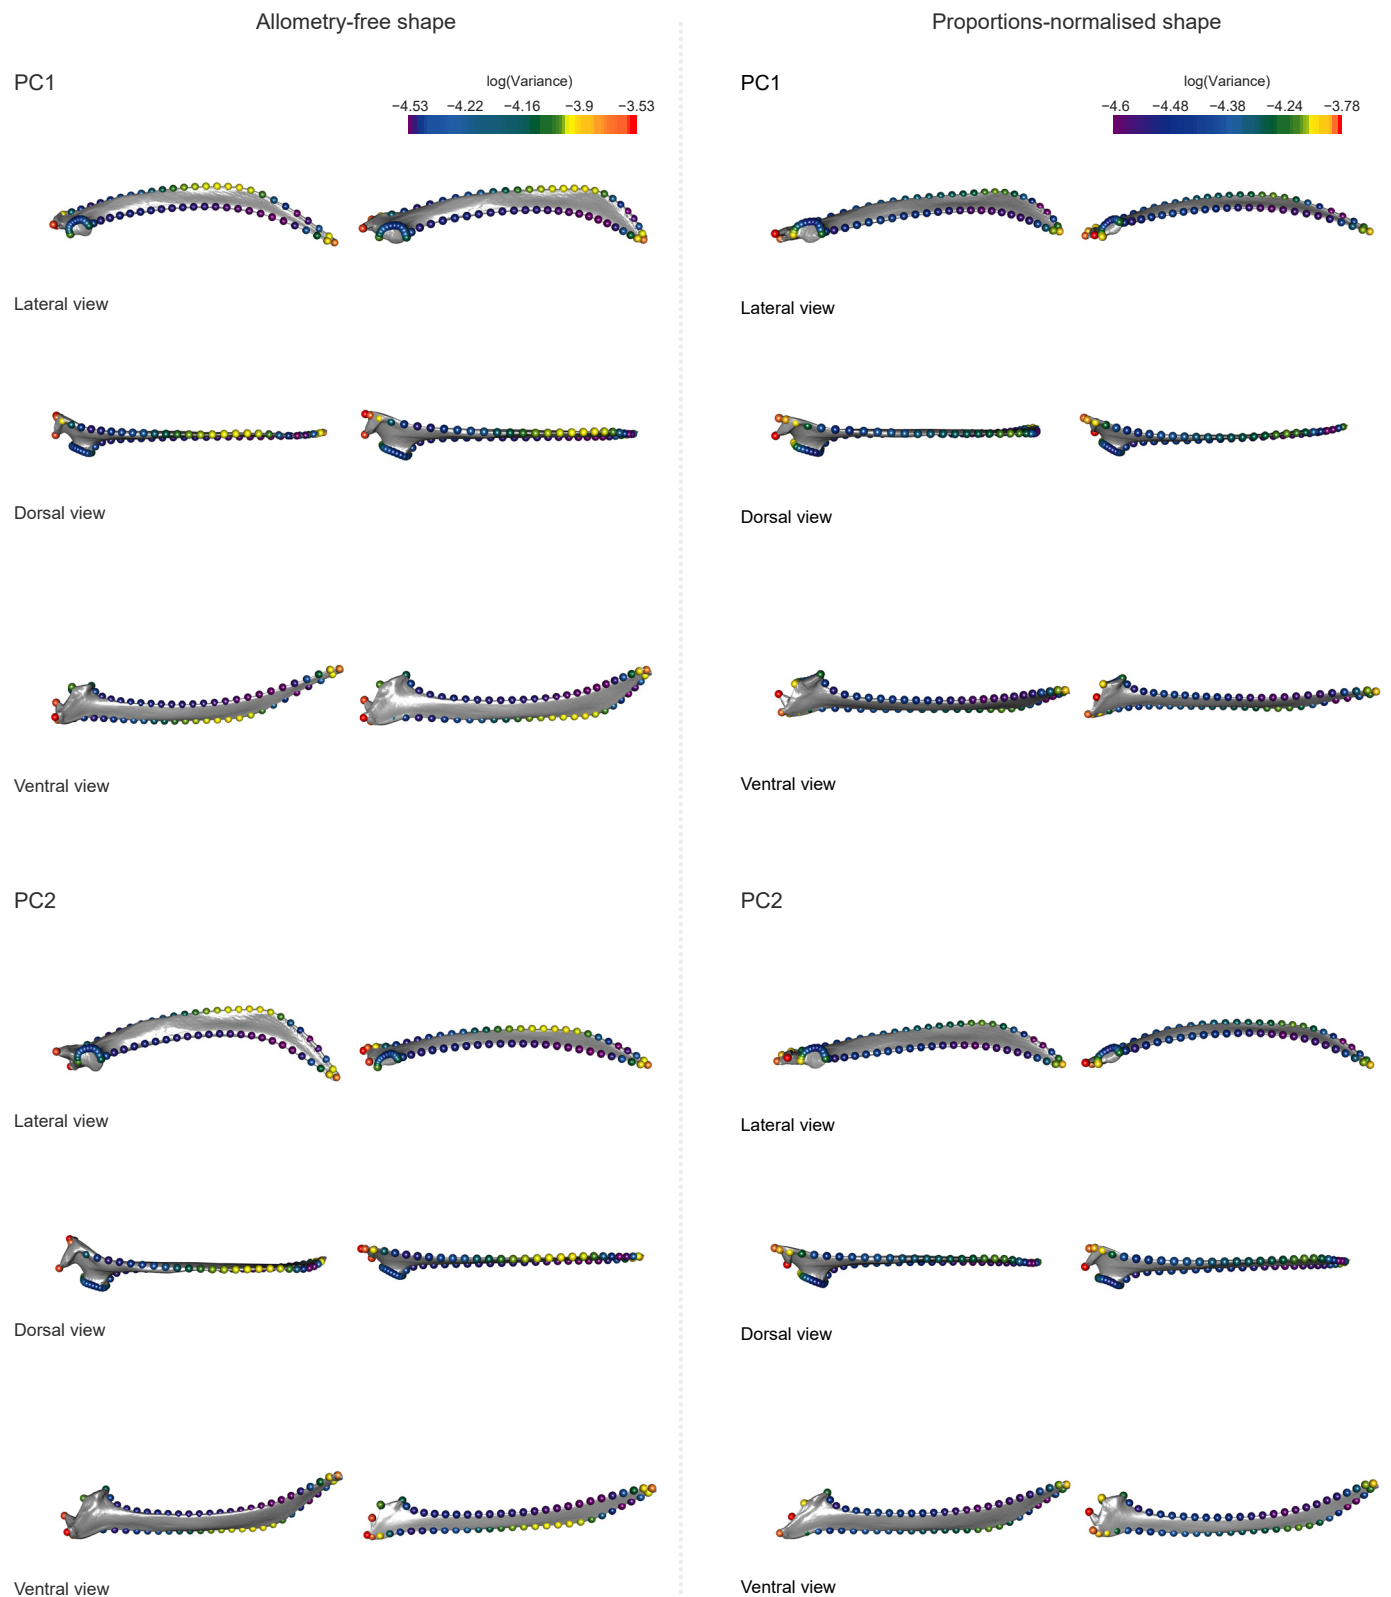 Allometry-free shape
Proportions-normalised shape
PC1
log(Variance)
−4.53 −4.22 −4.16 −3.9 −3.53
PC1
log(Variance)
−4.6 −4.48 −4.38 −4.24 −3.78
Lateral view
Lateral view
Dorsal view
Dorsal view
Ventral view
Ventral view
PC2
PC2
Lateral view
Lateral view
Dorsal view
Dorsal view
Ventral view
Ventral view